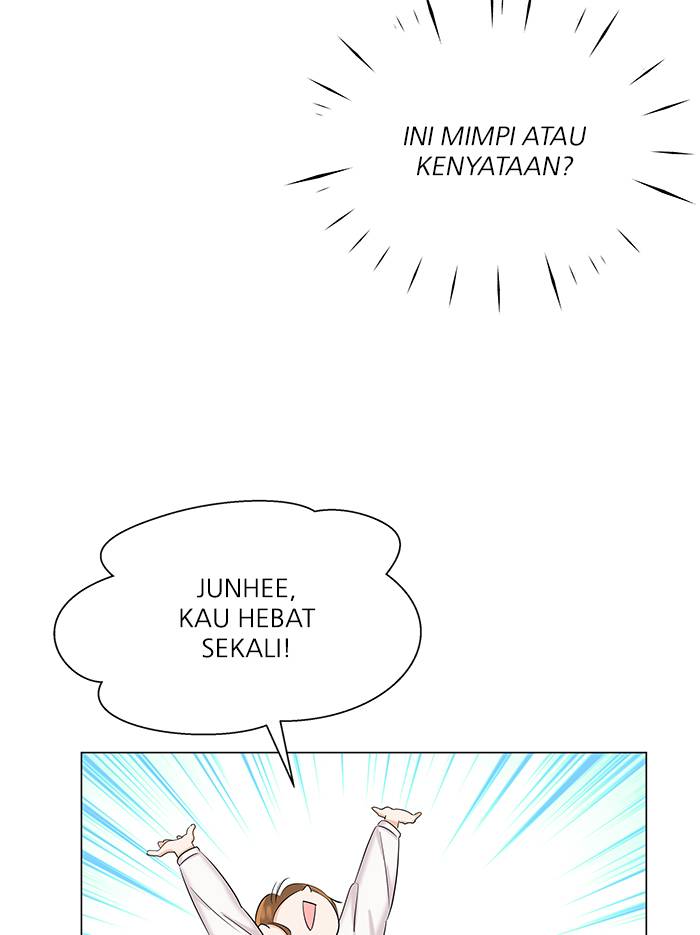 INI MIMPI ATAU
KENYATAAN?
JUNHEE,
KAU HEBAT
SEKALI!